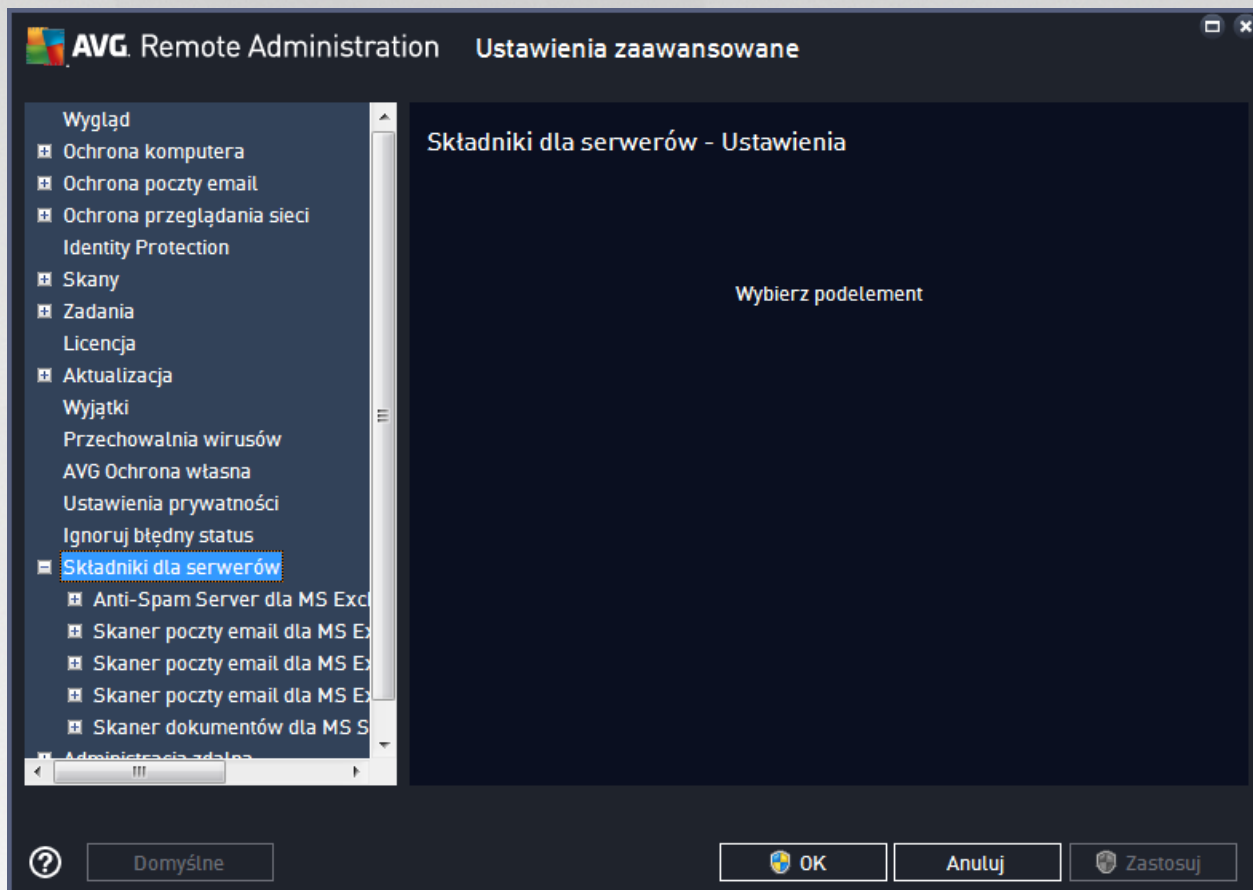 AVG. Remote Administration Ustawienia zaawansowane
Wygląd
Ochrona komputera
Ochrona poczty email
Ochrona przeglądania sieci
Identity Protection
Skany
Zadania
Licencja
Aktualizacja
Wyjątki
Przechowalnia wirusów
AVG Ochrona własna
Ustawienia prywatności
Ignoruj błędny status
Składniki dla serwerów
Anti-Spam Server dla MS Excl
Skaner poczty email dla MS Ex
Skaner poczty email dla MS Ex
Skaner poczty email dla MS Ex
Skaner dokumentów dla MS S
Administracja zdalna
Składniki dla serwerów - Ustawienia
Wybierz podelement
Domyślne
OK
Anuluj
Zastosuj